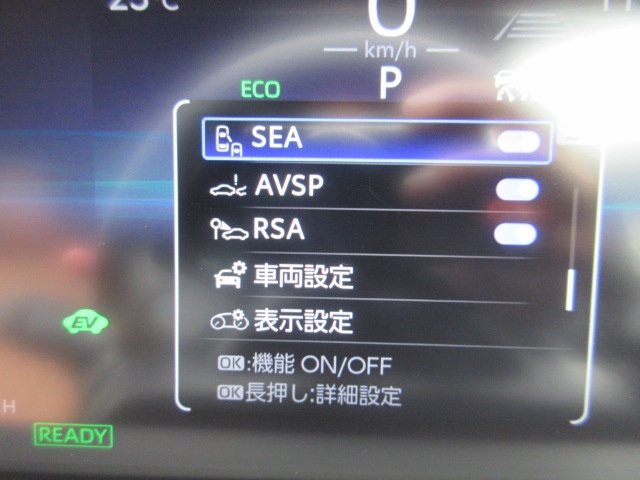 0
km/h
P
ECO
SEA
AVSP
RSA
車両設定
表示設定
EV
OK:機能 ON/OFF
OK長押し:詳細設定
H
READY